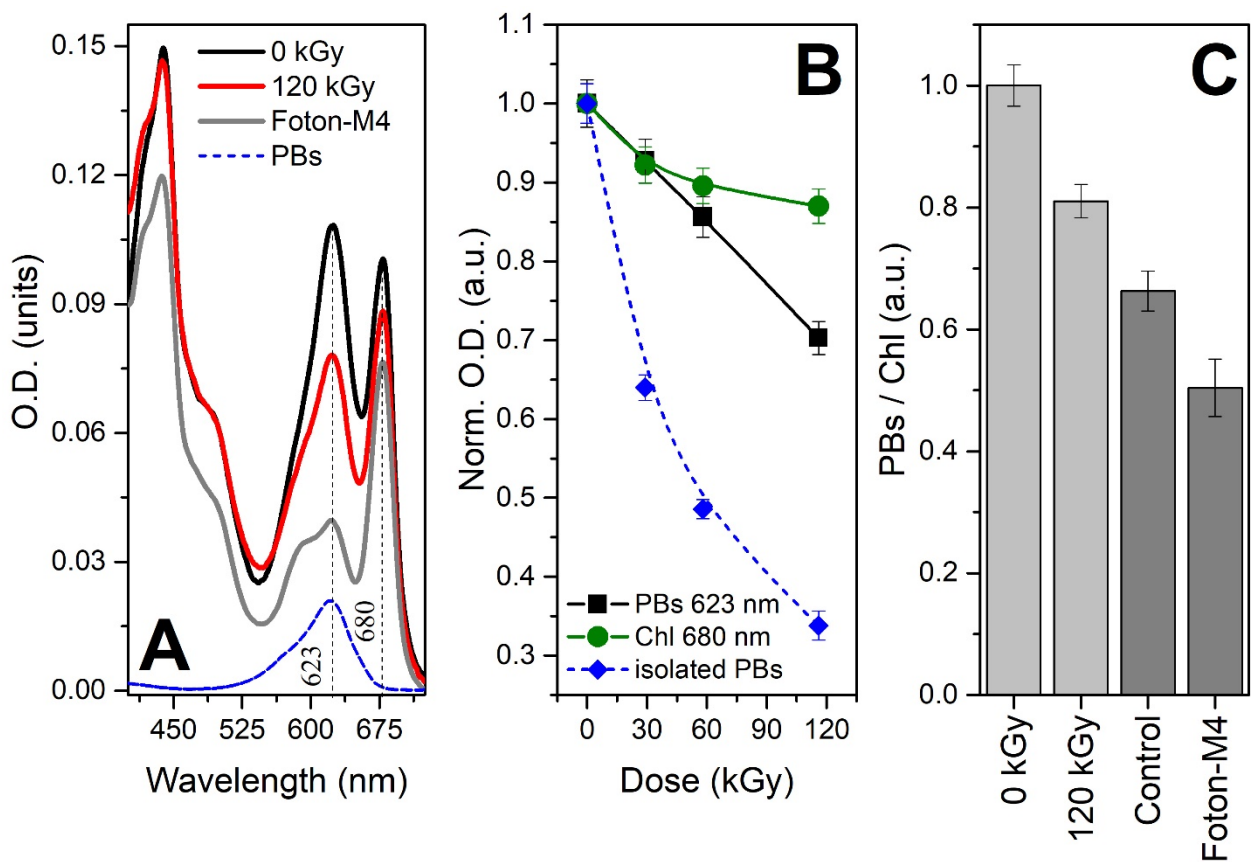 A
0 kGy
120 kGy
Foton-M4
PBs
0.15
0.12
0.09
0.06
0.03
0.00
O.D. (units)
623
680
450 525 600 675
Wavelength (nm)
B
1.1
1.0
0.9
0.8
0.7
0.6
0.5
0.4
0.3
Norm. O.D. (a.u.)
PBs 623 nm
Chl 680 nm
isolated PBs
0 30 60 90 120
Dose (kGy)
C
1.0
0.8
0.6
0.4
0.2
0.0
PBs / Chl (a.u.)
0 kGy
120 kGy
Control
Foton-M4